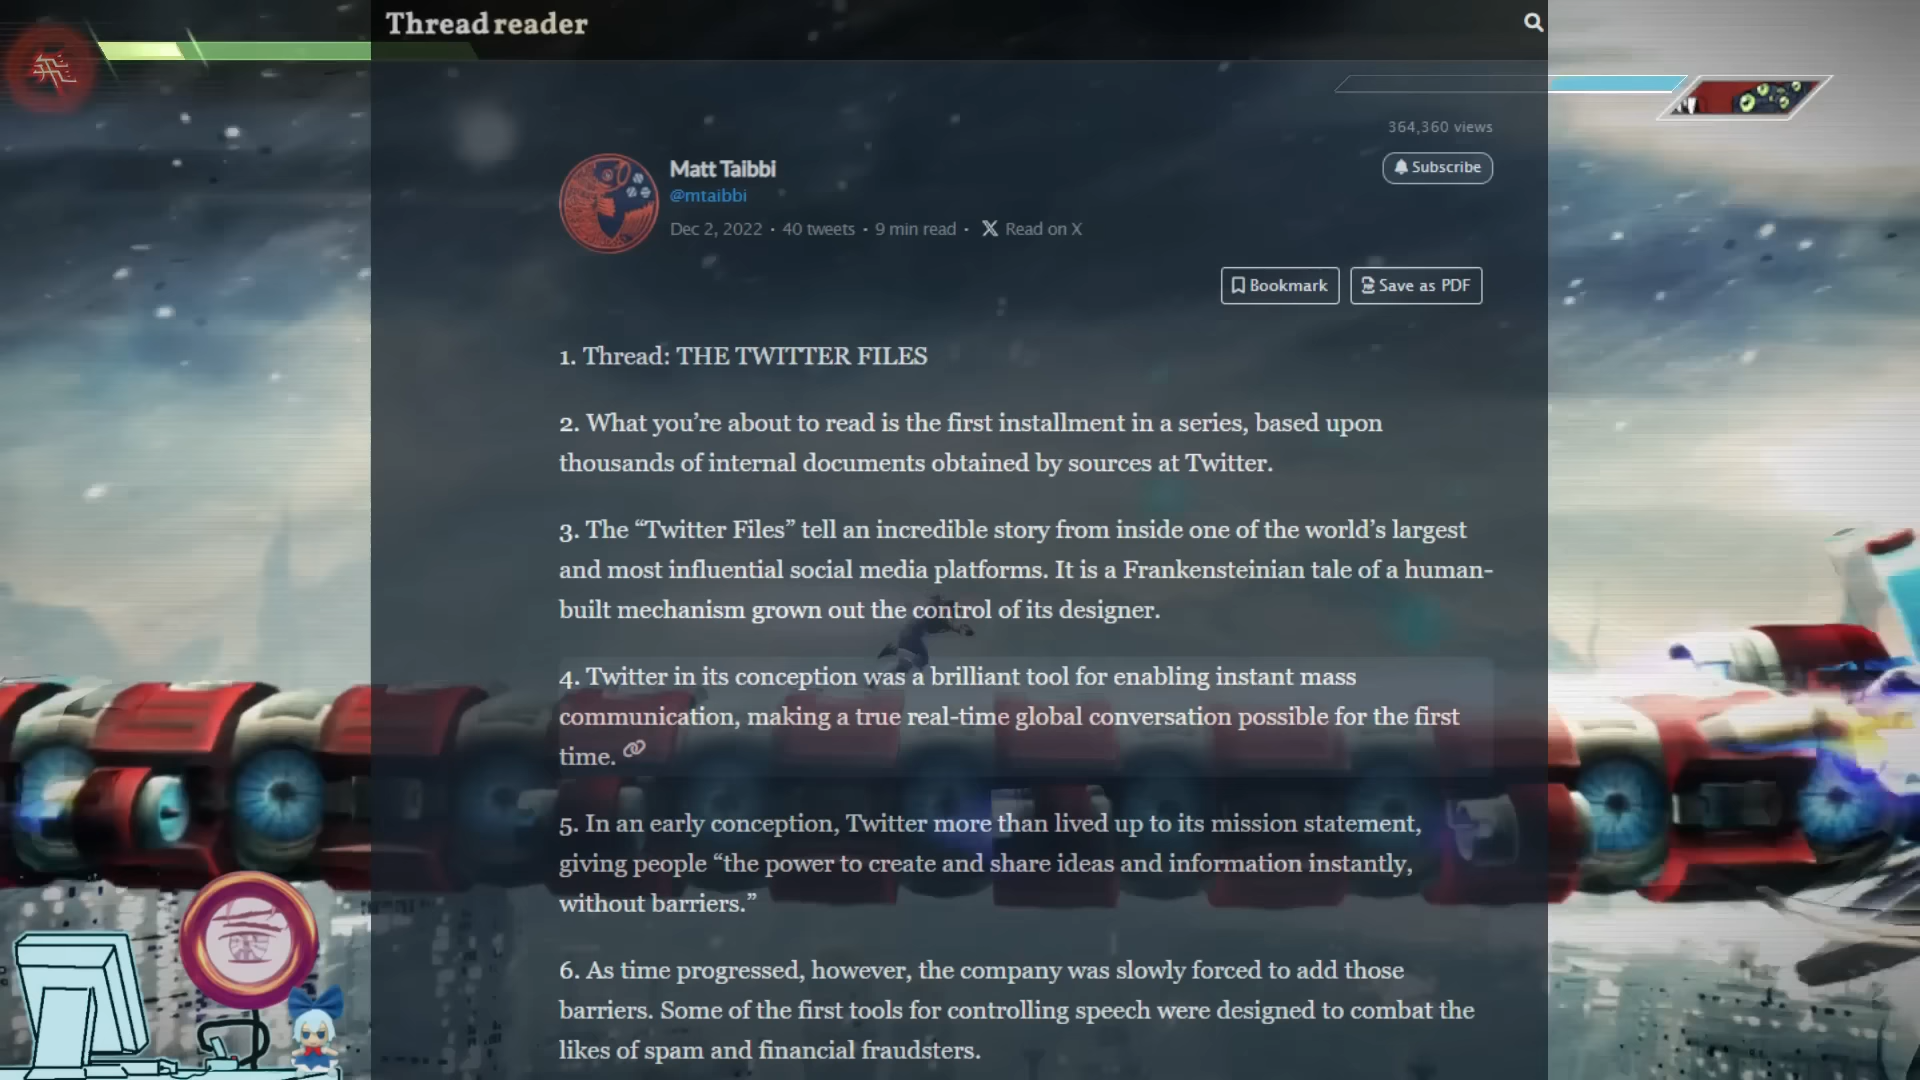 Thread reader
364,360 views
Matt Taibbi
Subscribe
@mtaibbi
Dec 2, 2022 · 40 tweets · 9 min read · X Read on X
Bookmark
Save as PDF
1. Thread: THE TWITTER FILES
2. What you’re about to read is the first installment in a series, based upon
thousands of internal documents obtained by sources at Twitter.
3. The “Twitter Files” tell an incredible story from inside one of the world’s largest
and most influential social media platforms. It is a Frankensteinian tale of a human-
built mechanism grown out the control of its designer.
4. Twitter in its conception was a brilliant tool for enabling instant mass
communication, making a true real-time global conversation possible for the first
time.
5. In an early conception, Twitter more than lived up to its mission statement,
giving people “the power to create and share ideas and information instantly,
without barriers.”
6. As time progressed, however, the company was slowly forced to add those
barriers. Some of the first tools for controlling speech were designed to combat the
likes of spam and financial fraudsters.